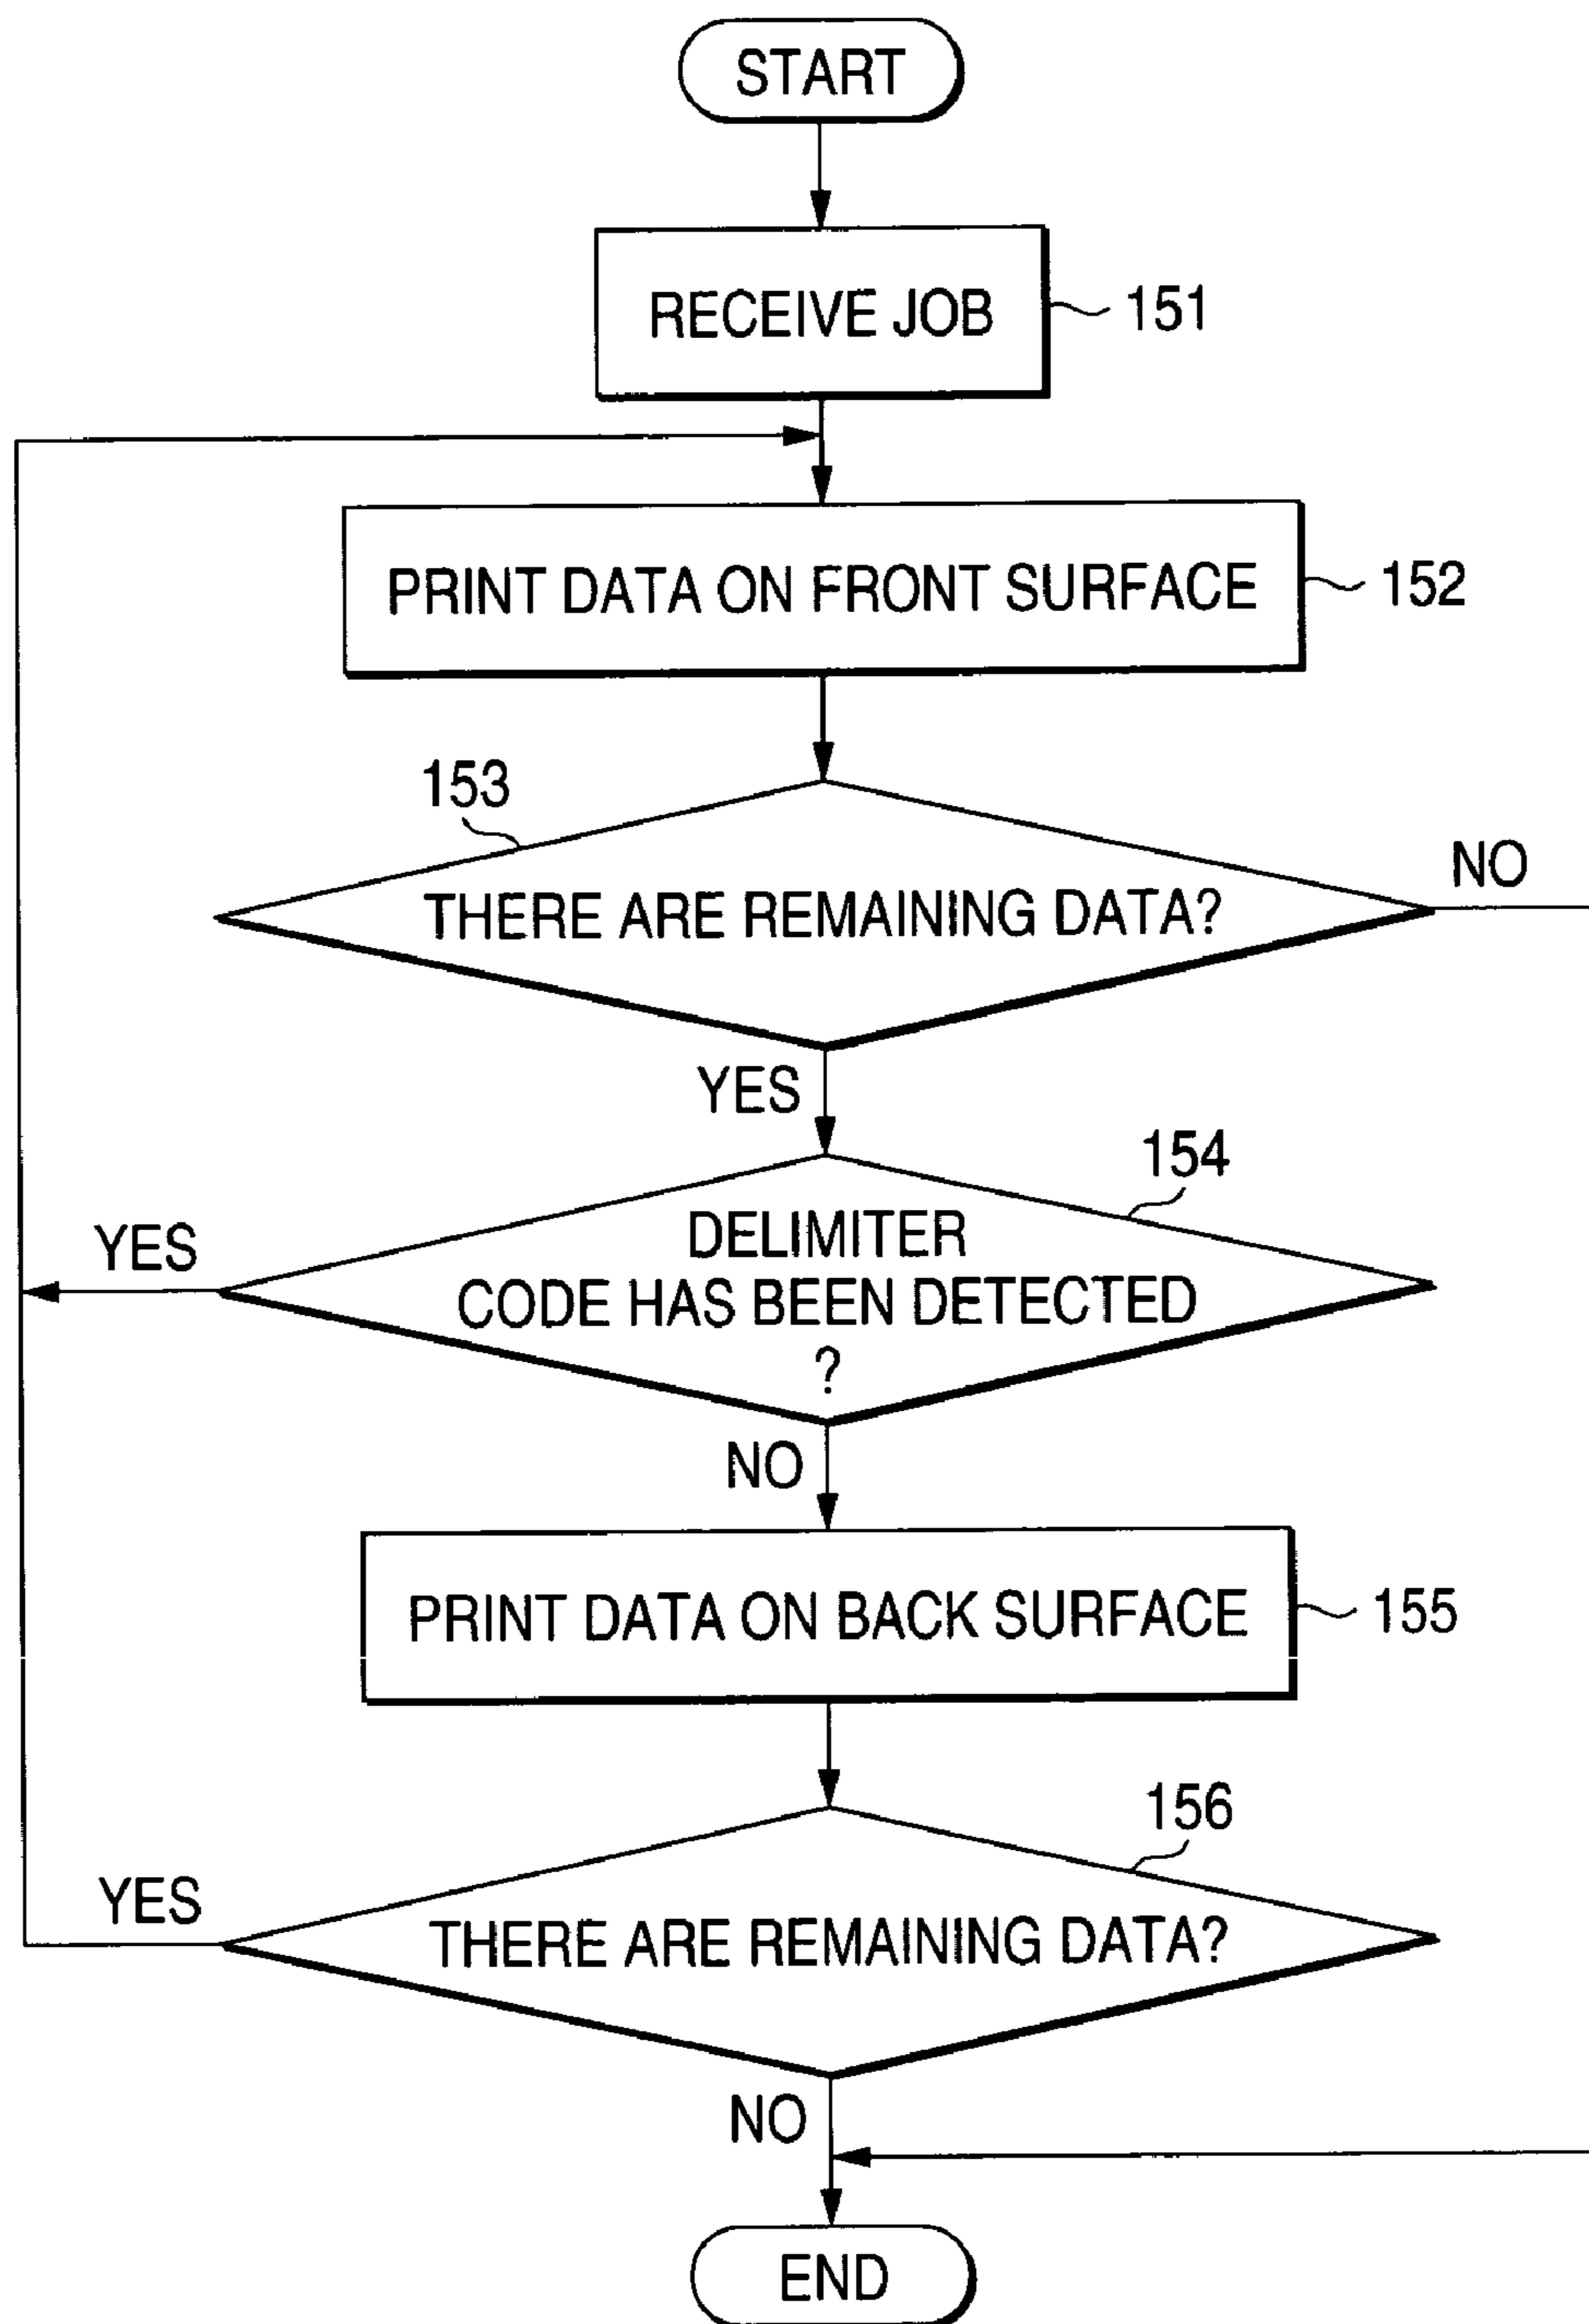 START
RECEIVE JOB
151
PRINT DATA ON FRONT SURFACE
152
153
THERE ARE REMAINING DATA?
NO
YES
154
DELIMITER
CODE HAS BEEN DETECTED
?
YES
NO
PRINT DATA ON BACK SURFACE
155
156
THERE ARE REMAINING DATA?
YES
NO
END